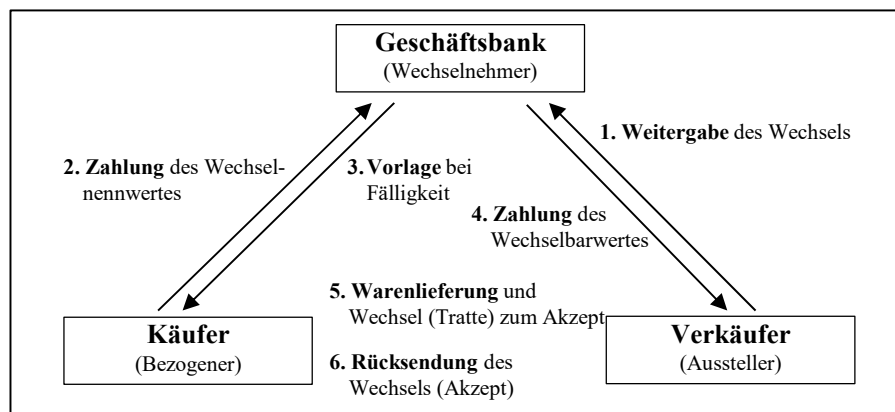 Geschäftsbank
(Wechselnehmer)
1. Weitergabe des Wechsels
2. Zahlung des Wechsel-
nennwertes
3. Vorlage bei
Fälligkeit
4. Zahlung des
Wechselbarwertes
5. Warenlieferung und
Wechsel (Tratte) zum Akzept
Käufer
(Bezogener)
Verkäufer
(Aussteller)
6. Rücksendung des
Wechsels (Akzept)